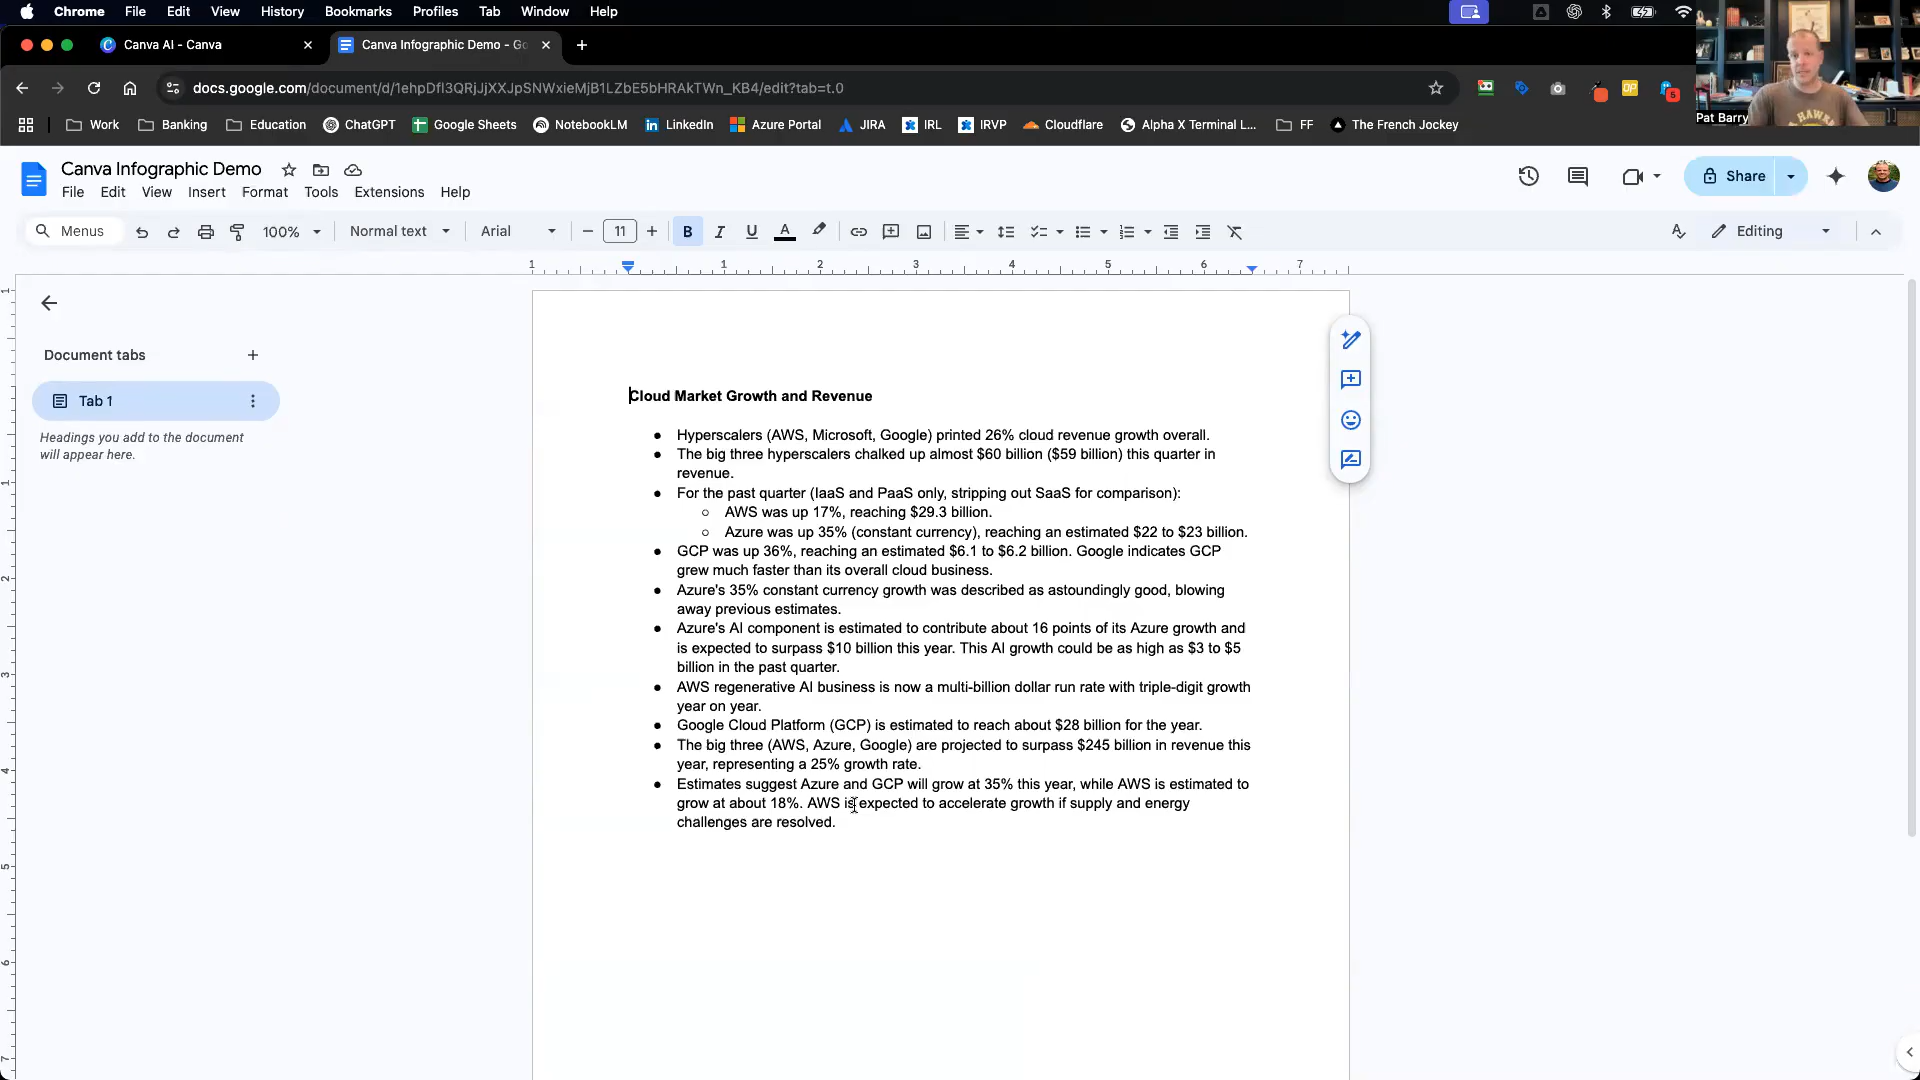 Chrome File Edit View History Bookmarks Profiles Tab Window Help
Canva AI - Canva
Canva Infographic Demo - Go
docs.google.com/document/d/1ehpDfl3QRjJjXXJpSNWxieMjB1LZbE5bHRAkTWn_KB4/edit?tab=t.0
Pat Barry
Work Banking Education ChatGPT Google Sheets NotebookLM LinkedIn Azure Portal JIRA IRL IRVP Cloudflare Alpha X Terminal L... FF The French Jockey
Canva Infographic Demo
File Edit View Insert Format Tools Extensions Help
Share
Menus 100% Normal text Arial 11 Editing
1 1 2 3 4 5 6 7
Document tabs
Tab 1
Headings you add to the document
will appear here.
Cloud Market Growth and Revenue
● Hyperscalers (AWS, Microsoft, Google) printed 26% cloud revenue growth overall.
● The big three hyperscalers chalked up almost $60 billion ($59 billion) this quarter in
revenue.
● For the past quarter (IaaS and PaaS only, stripping out SaaS for comparison):
○ AWS was up 17%, reaching $29.3 billion.
○ Azure was up 35% (constant currency), reaching an estimated $22 to $23 billion.
● GCP was up 36%, reaching an estimated $6.1 to $6.2 billion. Google indicates GCP
grew much faster than its overall cloud business.
● Azure's 35% constant currency growth was described as astoundingly good, blowing
away previous estimates.
● Azure's AI component is estimated to contribute about 16 points of its Azure growth and
is expected to surpass $10 billion this year. This AI growth could be as high as $3 to $5
billion in the past quarter.
● AWS regenerative AI business is now a multi-billion dollar run rate with triple-digit growth
year on year.
● Google Cloud Platform (GCP) is estimated to reach about $28 billion for the year.
● The big three (AWS, Azure, Google) are projected to surpass $245 billion in revenue this
year, representing a 25% growth rate.
● Estimates suggest Azure and GCP will grow at 35% this year, while AWS is estimated to
grow at about 18%. AWS is expected to accelerate growth if supply and energy
challenges are resolved.